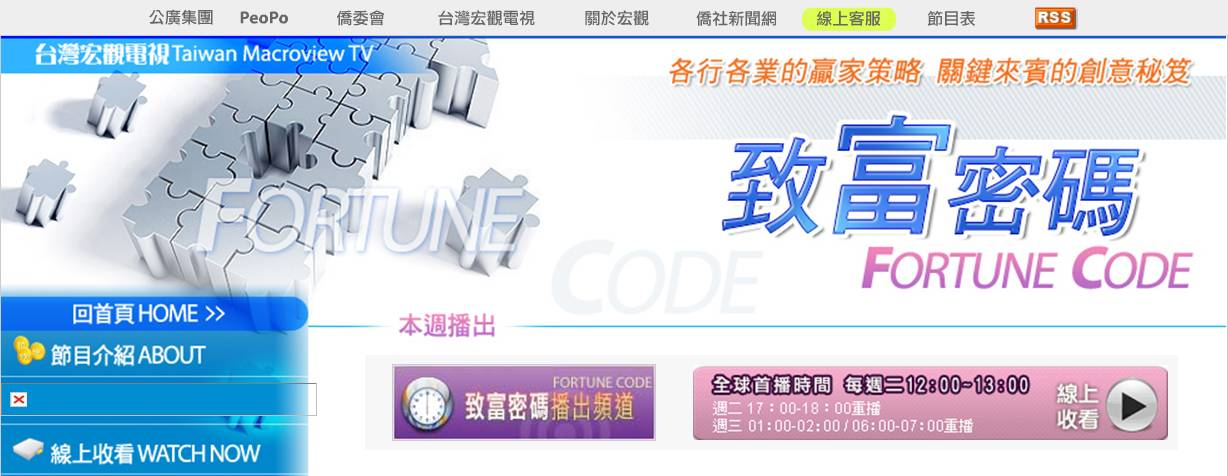 公廣集團 PeoPo 僑委會 台灣宏觀電視 關於宏觀 僑社新聞網 線上客服 節目表 RSS
台灣宏觀電視 Taiwan Macroview TV
各行各業的贏家策略 關鍵來賓的創意秘笈
致富密碼
FORTUNE CODE
FORTUNE
CODE
回首頁 HOME >>
節目介紹 ABOUT
線上收看 WATCH NOW
本週播出
FORTUNE CODE
致富密碼播出頻道
全球首播時間 每週二12:00~13:00
週二 17：00-18：00重播
週三 01:00-02:00 / 06:00-07:00重播
線上
收看